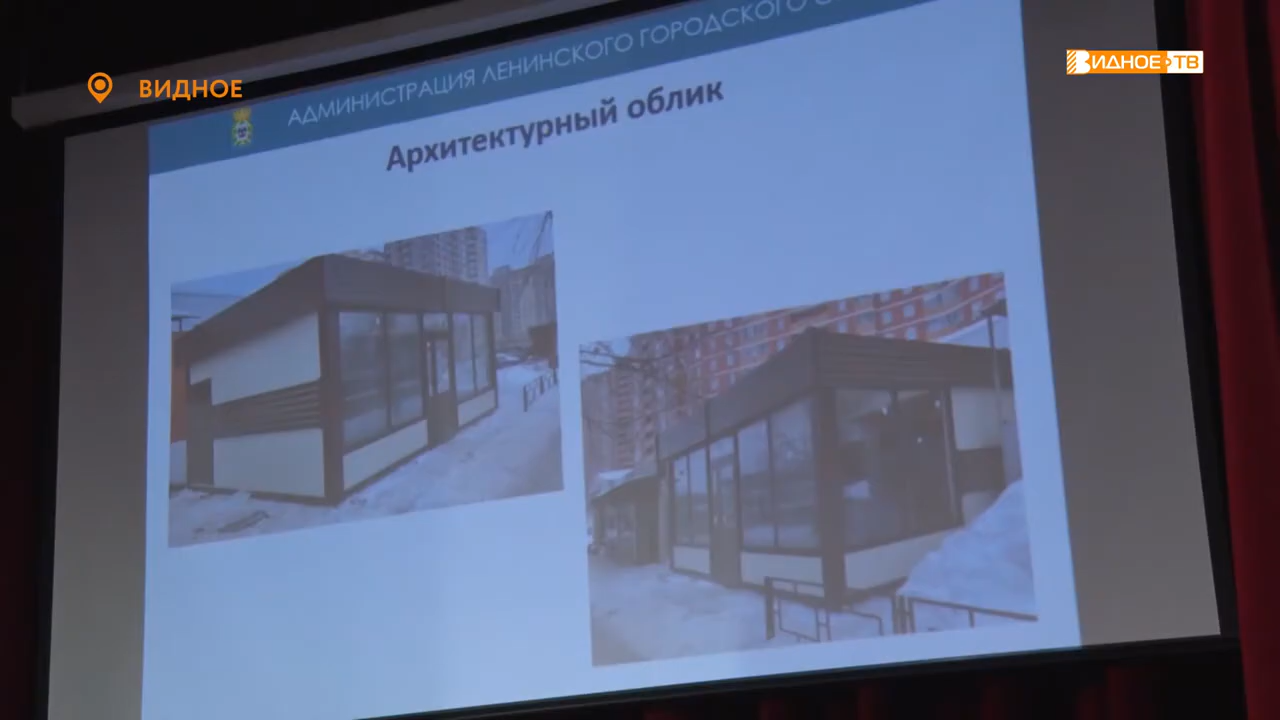 ВИДНОЕ
ВИДНОЕ ТВ
АДМИНИСТРАЦИЯ ЛЕНИНСКОГО ГОРОДСКОГО
Архитектурный облик